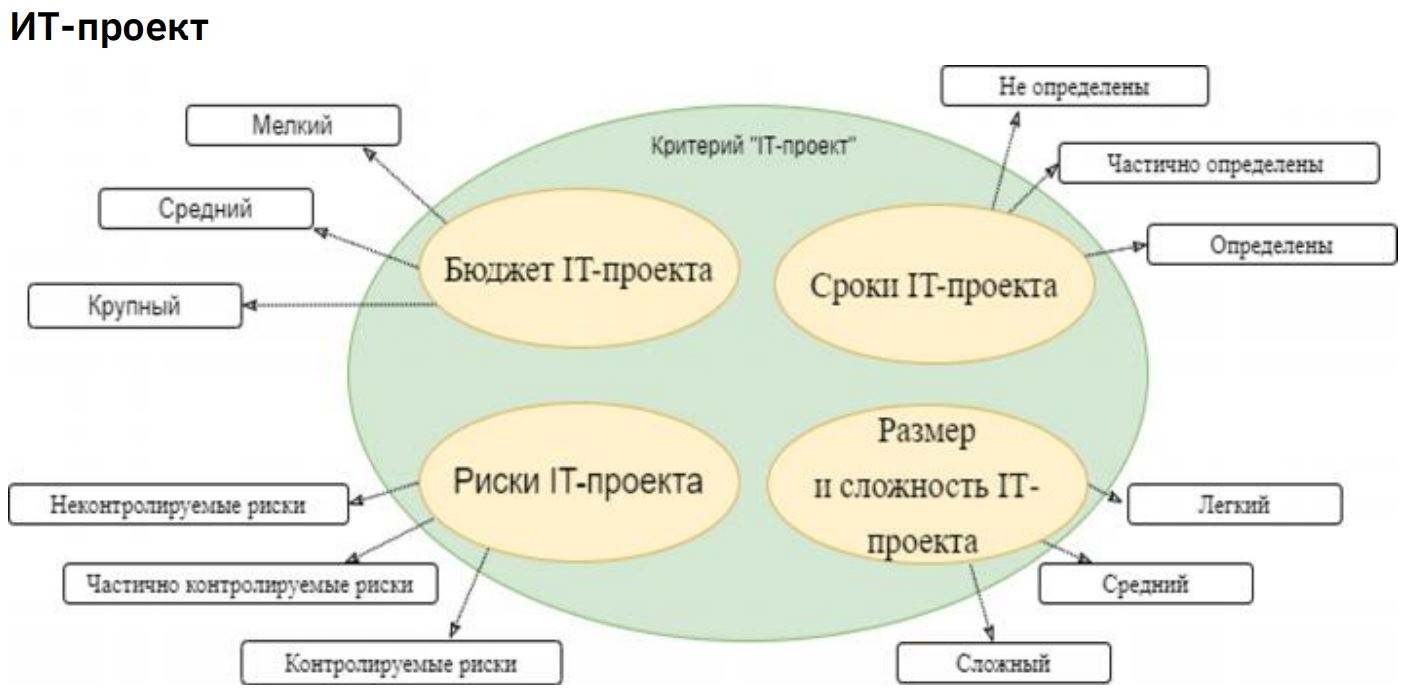 ИТ-проект
Не определены
Мелкий
Критерий "IT-проект"
Частично определены
Средний
Определены
Бюджет IT-проекта
Сроки IT-проекта
Крупный
Размер
и сложность IT-
проекта
Риски IT-проекта
Неконтролируемые риски
Легкий
Частично контролируемые риски
Средний
Контролируемые риски
Сложный